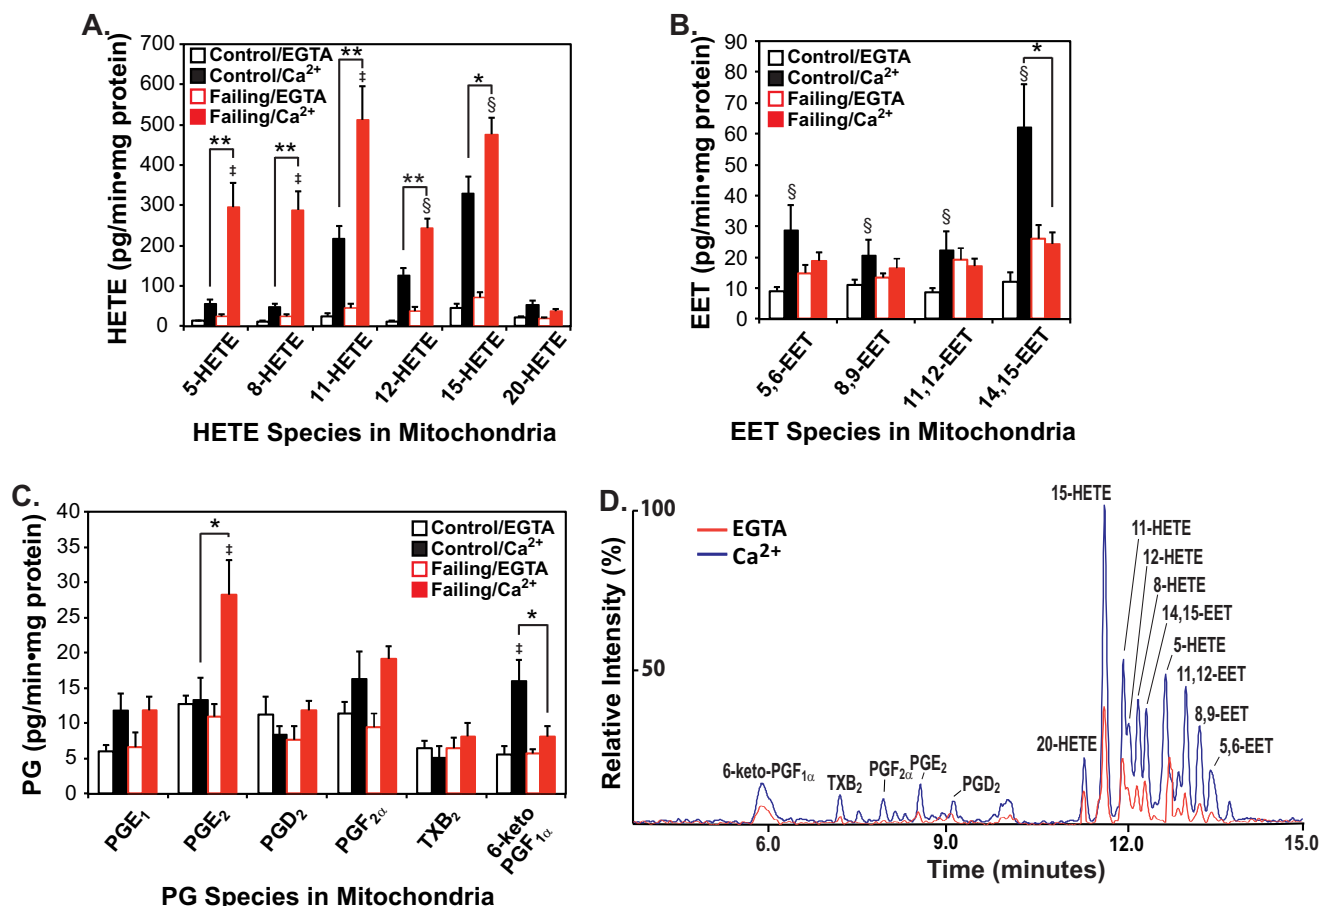 A.
HETE (pg/min•mg protein)
700
600
500
400
300
200
100
0
Control/EGTA
Control/Ca²⁺
Failing/EGTA
Failing/Ca²⁺
**
‡
**
‡
**
‡
**
§
*
§
5-HETE
8-HETE
11-HETE
12-HETE
15-HETE
20-HETE
HETE Species in Mitochondria
B.
EET (pg/min•mg protein)
90
80
70
60
50
40
30
20
10
0
Control/EGTA
Control/Ca²⁺
Failing/EGTA
Failing/Ca²⁺
§
§
§
§
*
5,6-EET
8,9-EET
11,12-EET
14,15-EET
EET Species in Mitochondria
C.
PG (pg/min•mg protein)
40
35
30
25
20
15
10
5
0
Control/EGTA
Control/Ca²⁺
Failing/EGTA
Failing/Ca²⁺
*
‡
*
‡
PGE₁
PGE₂
PGD₂
PGF₂α
TXB₂
6-keto
PGF₁α
PG Species in Mitochondria
D.
Relative Intensity (%)
100
50
EGTA
Ca²⁺
6-keto-PGF₁α
TXB₂
PGF₂α
PGE₂
PGD₂
20-HETE
15-HETE
11-HETE
12-HETE
8-HETE
14,15-EET
5-HETE
11,12-EET
8,9-EET
5,6-EET
6.0
9.0
12.0
15.0
Time (minutes)